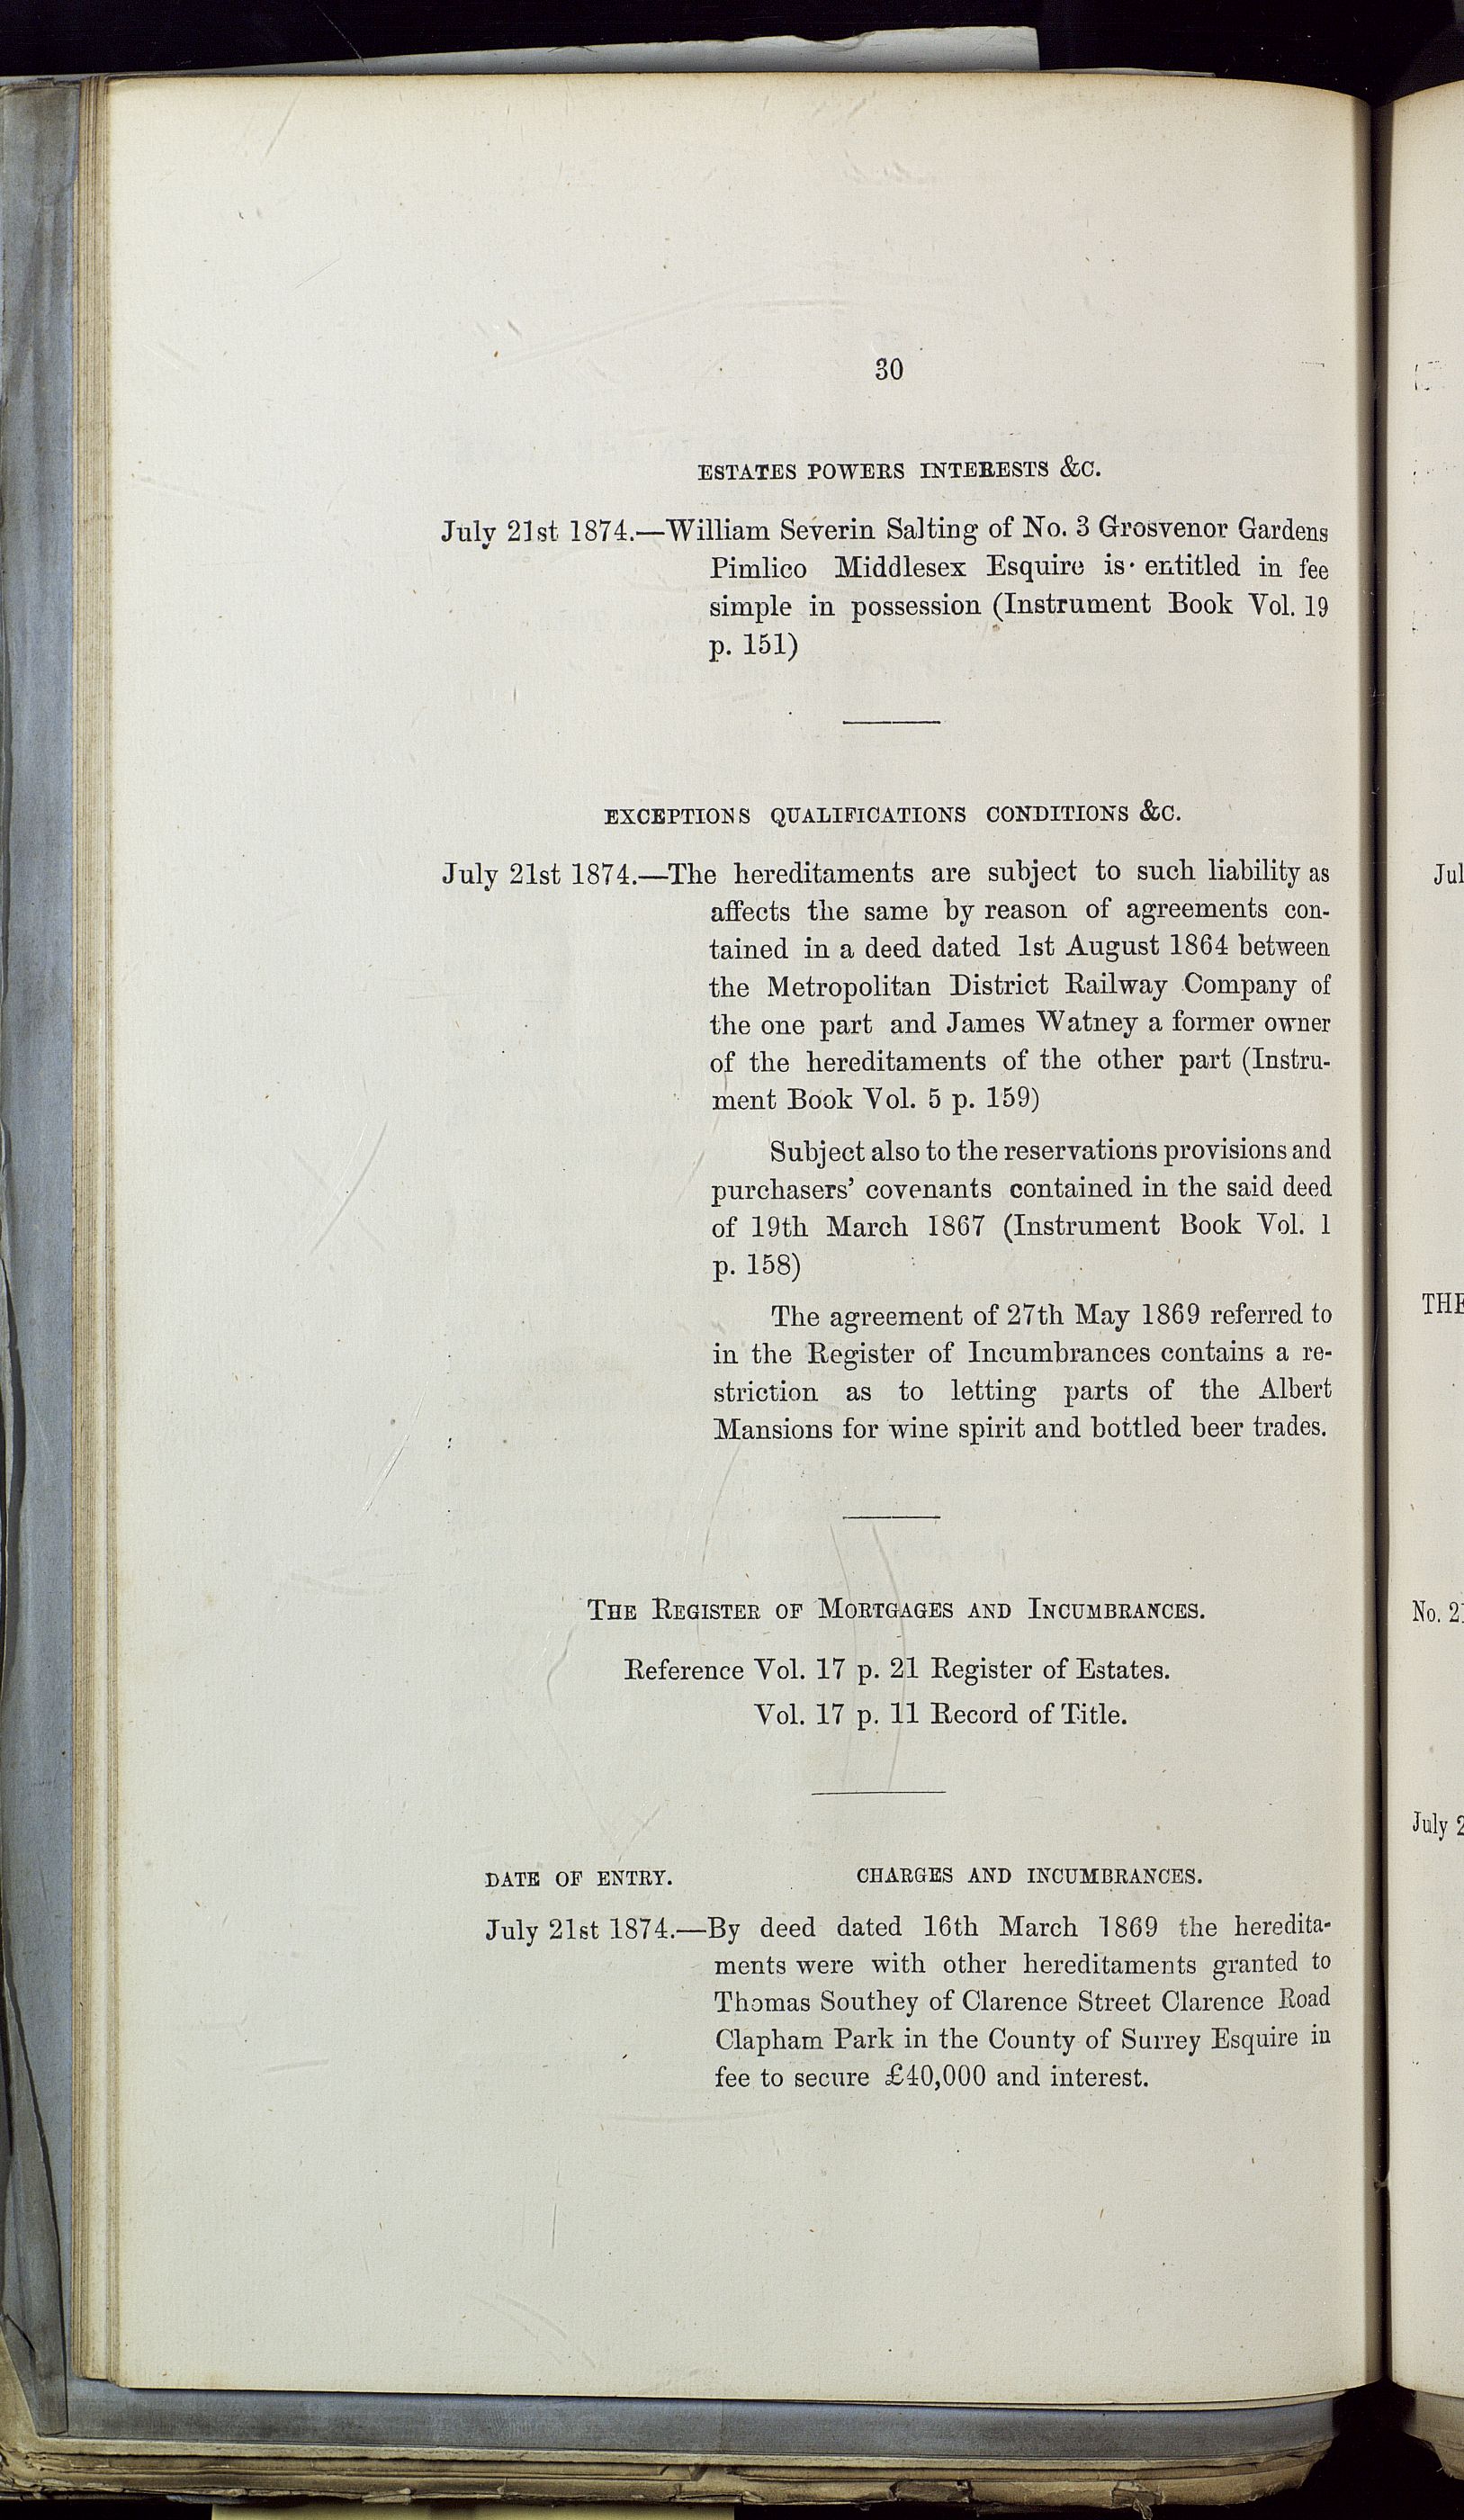 30
ESTATES POWERS INTERESTS &C.
July 21st 1874.—William Severin Salting of No. 3 Grosvenor Gardens
Pimlico Middlesex Esquire is entitled in fee
simple in possession (Instrument Book Vol. 19
p. 151)
EXCEPTIONS QUALIFICATIONS CONDITIONS &C.
July 21st 1874.—The hereditaments are subject to such liability as
affects the same by reason of agreements con-
tained in a deed dated 1st August 1864 between
the Metropolitan District Railway Company of
the one part and James Watney a former owner
of the hereditaments of the other part (Instru-
ment Book Vol. 5 p. 159)
Subject also to the reservations provisions and
purchasers' covenants contained in the said deed
of 19th March 1867 (Instrument Book Vol. 1
p. 158)
The agreement of 27th May 1869 referred to
in the Register of Incumbrances contains a re-
striction as to letting parts of the Albert
Mansions for wine spirit and bottled beer trades.
THE REGISTER OF MORTGAGES AND INCUMBRANCES.
Reference Vol. 17 p. 21 Register of Estates.
Vol. 17 p. 11 Record of Title.
DATE OF ENTRY. CHARGES AND INCUMBRANCES.
July 21st 1874.—By deed dated 16th March 1869 the heredita-
ments were with other hereditaments granted to
Thomas Southey of Clarence Street Clarence Road
Clapham Park in the County of Surrey Esquire in
fee to secure £40,000 and interest.
Jul
THE
No. 2
July 2